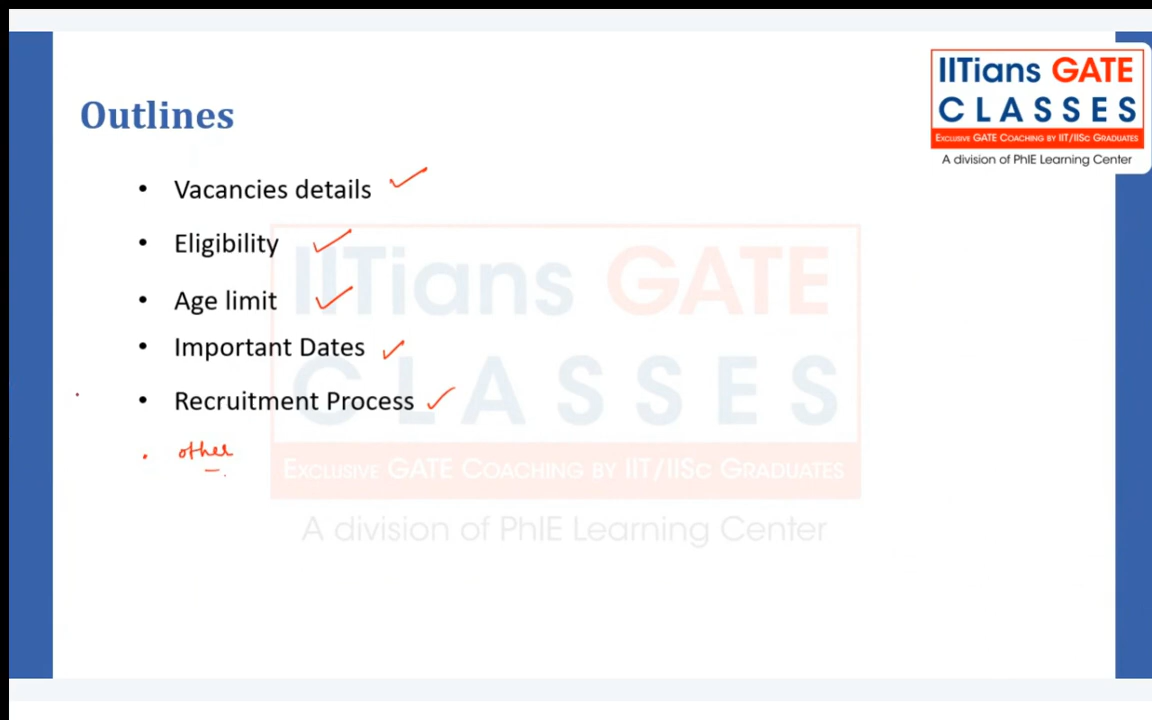 IITians GATE
CLASSES
EXCLUSIVE GATE COACHING BY IIT/IISc GRADUATES
A division of PhIE Learning Center
Outlines
• Vacancies details
• Eligibility
• Age limit
• Important Dates
• Recruitment Process
• other
IITians GATE
CLASSES
EXCLUSIVE GATE COACHING BY IIT/IISc GRADUATES
A division of PhIE Learning Center